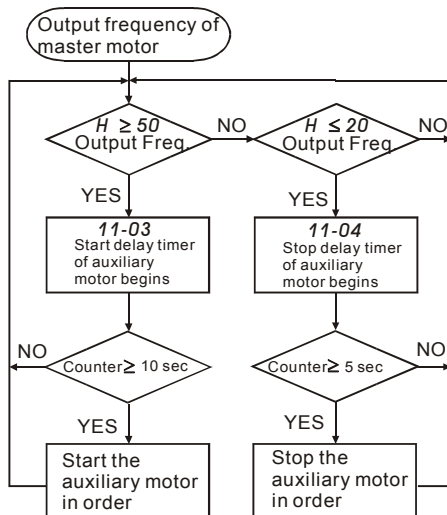 Output frequency of
master motor
H ≥ 50
Output Freq.
NO
H ≤ 20
Output Freq
NO
YES
YES
11-03
Start delay timer
of auxiliary
motor begins
11-04
Stop delay timer
of auxiliary
motor begins
NO
Counter ≥ 10 sec
Counter ≥ 5 sec
NO
YES
YES
Start the
auxiliary motor
in order
Stop the
auxiliary motor
in order